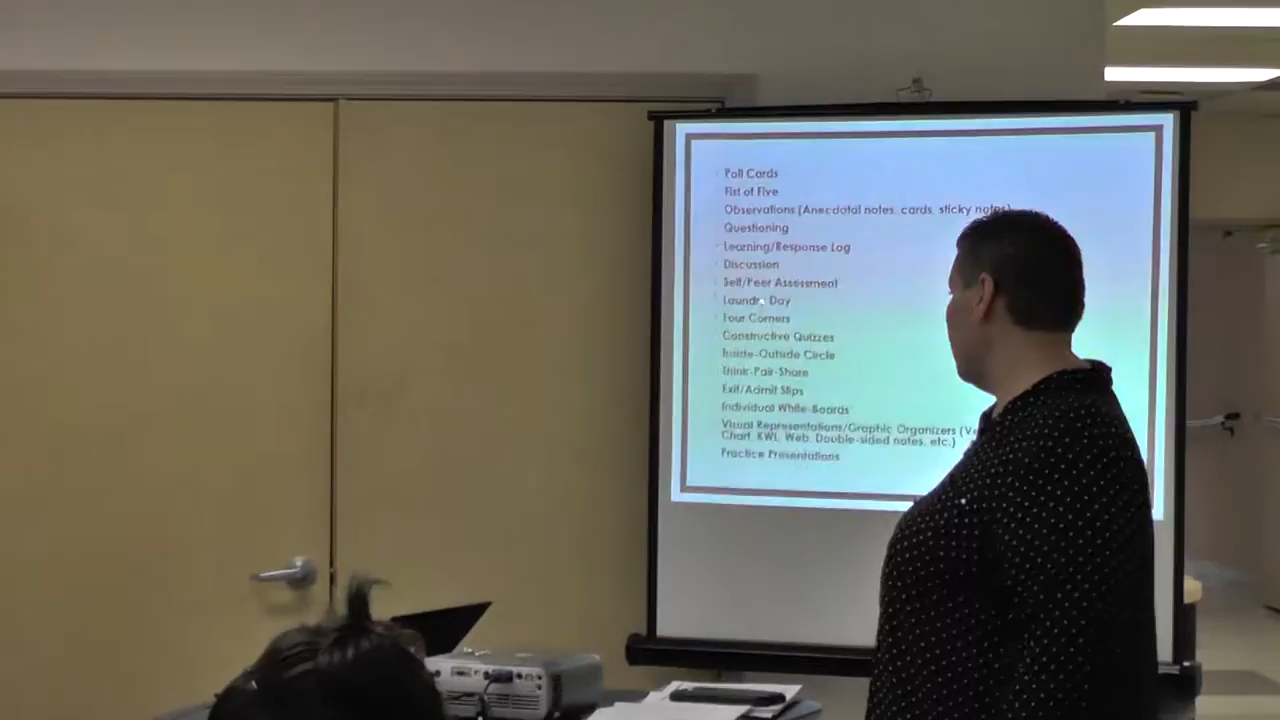 Poll Cards
Fist of Five
Observations (Anecdotal notes, cards, sticky notes)
Questioning
Learning/Response Log
Discussion
Self/Peer Assessment
Laundry Day
Four Corners
Constructive Quizzes
Inside-Outside Circle
Think-Pair-Share
Exit/Admit Slips
Individual White-Boards
Visual Representations/Graphic Organizers
Chart, KWL, Web, Double-sided notes, etc.)
Practice Presentations